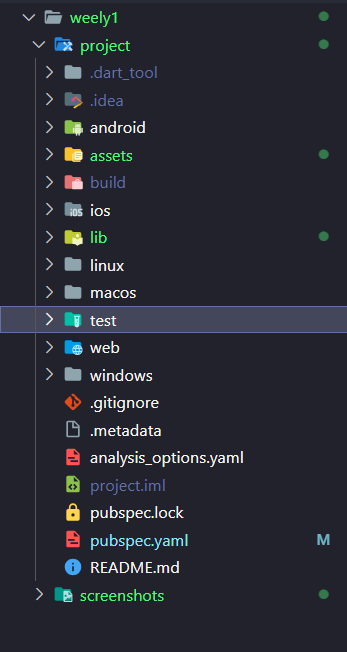 weely1
project
.dart_tool
.idea
android
assets
build
ios
lib
linux
macos
test
web
windows
.gitignore
.metadata
analysis_options.yaml
project.iml
pubspec.lock
pubspec.yaml M
README.md
screenshots